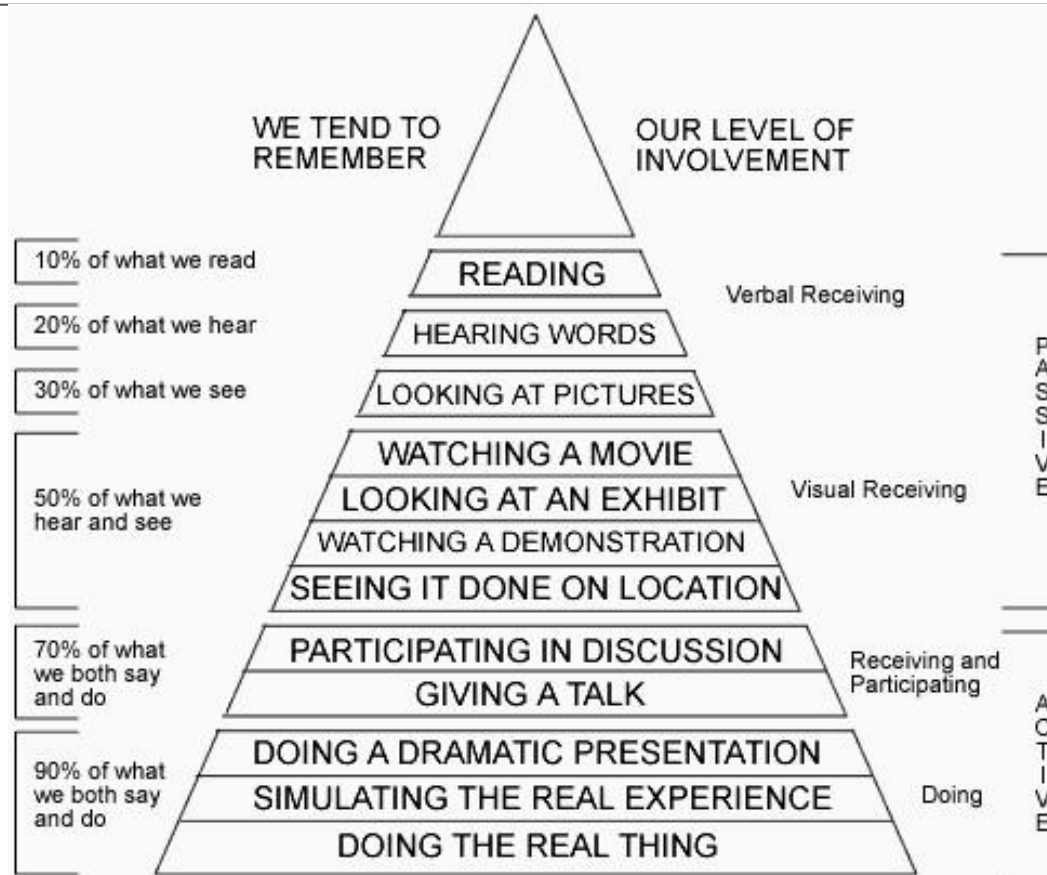 WE TEND TO
REMEMBER
OUR LEVEL OF
INVOLVEMENT
10% of what we read
READING
Verbal Receiving
20% of what we hear
HEARING WORDS
30% of what we see
LOOKING AT PICTURES
50% of what we
hear and see
WATCHING A MOVIE
LOOKING AT AN EXHIBIT
WATCHING A DEMONSTRATION
SEEING IT DONE ON LOCATION
Visual Receiving
P
A
S
S
I
V
E
70% of what
we both say
and do
PARTICIPATING IN DISCUSSION
GIVING A TALK
Receiving and
Participating
90% of what
we both say
and do
DOING A DRAMATIC PRESENTATION
SIMULATING THE REAL EXPERIENCE
DOING THE REAL THING
Doing
A
C
T
I
V
E